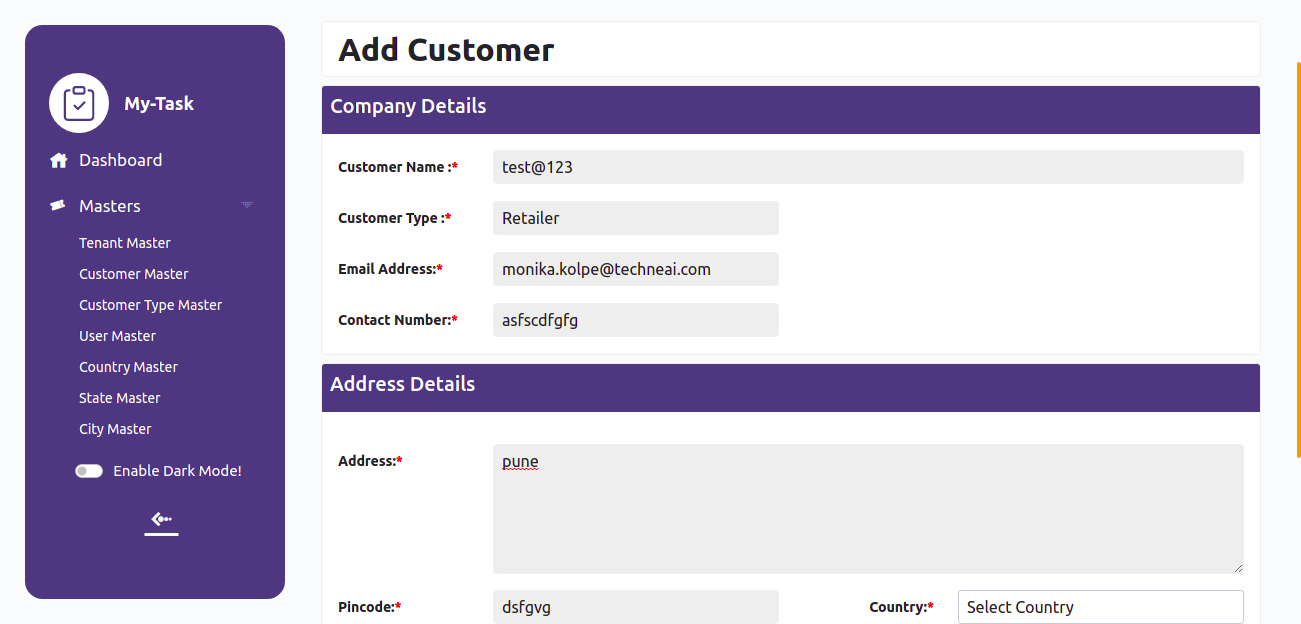 My-Task
Dashboard
Masters
Tenant Master
Customer Master
Customer Type Master
User Master
Country Master
State Master
City Master
Enable Dark Mode!
Add Customer
Company Details
Customer Name :* test@123
Customer Type :* Retailer
Email Address:* monika.kolpe@techneai.com
Contact Number:* asfscdfgfg
Address Details
Address:* pune
Pincode:* dsfgvg Country:* Select Country